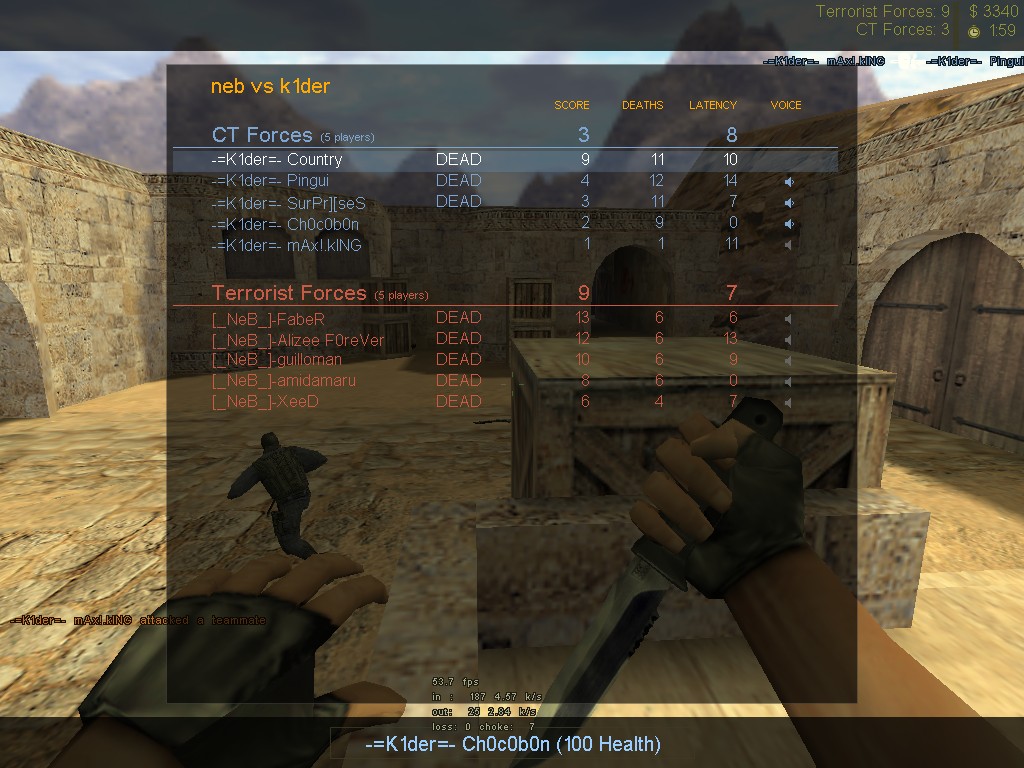 Terrorist Forces: 9 $ 3340
CT Forces: 3 1:59
-=K1der=- mAx!.kING -=K1der=- Pingui
neb vs k1der
SCORE DEATHS LATENCY VOICE
CT Forces (5 players) 3 8
-=K1der=- Country DEAD 9 11 10
-=K1der=- Pingui DEAD 4 12 14
-=K1der=- SurPr][seS DEAD 3 11 7
-=K1der=- Ch0c0b0n 2 9 0
-=K1der=- mAx!.kING 1 1 11
Terrorist Forces (5 players) 9 7
[_NeB_]-FabeR DEAD 13 6 6
[_NeB_]-Alizee F0reVer DEAD 12 6 13
[_NeB_]-guilloman DEAD 10 6 9
[_NeB_]-amidamaru DEAD 8 6 0
[_NeB_]-XeeD DEAD 6 4 7
-=K1der=- mAx!.kING attacked a teammate
53.7 fps
in : 187 4.57 k/s
out: 25 2.04 k/s
loss: 0 choke: 7
-=K1der=- Ch0c0b0n (100 Health)